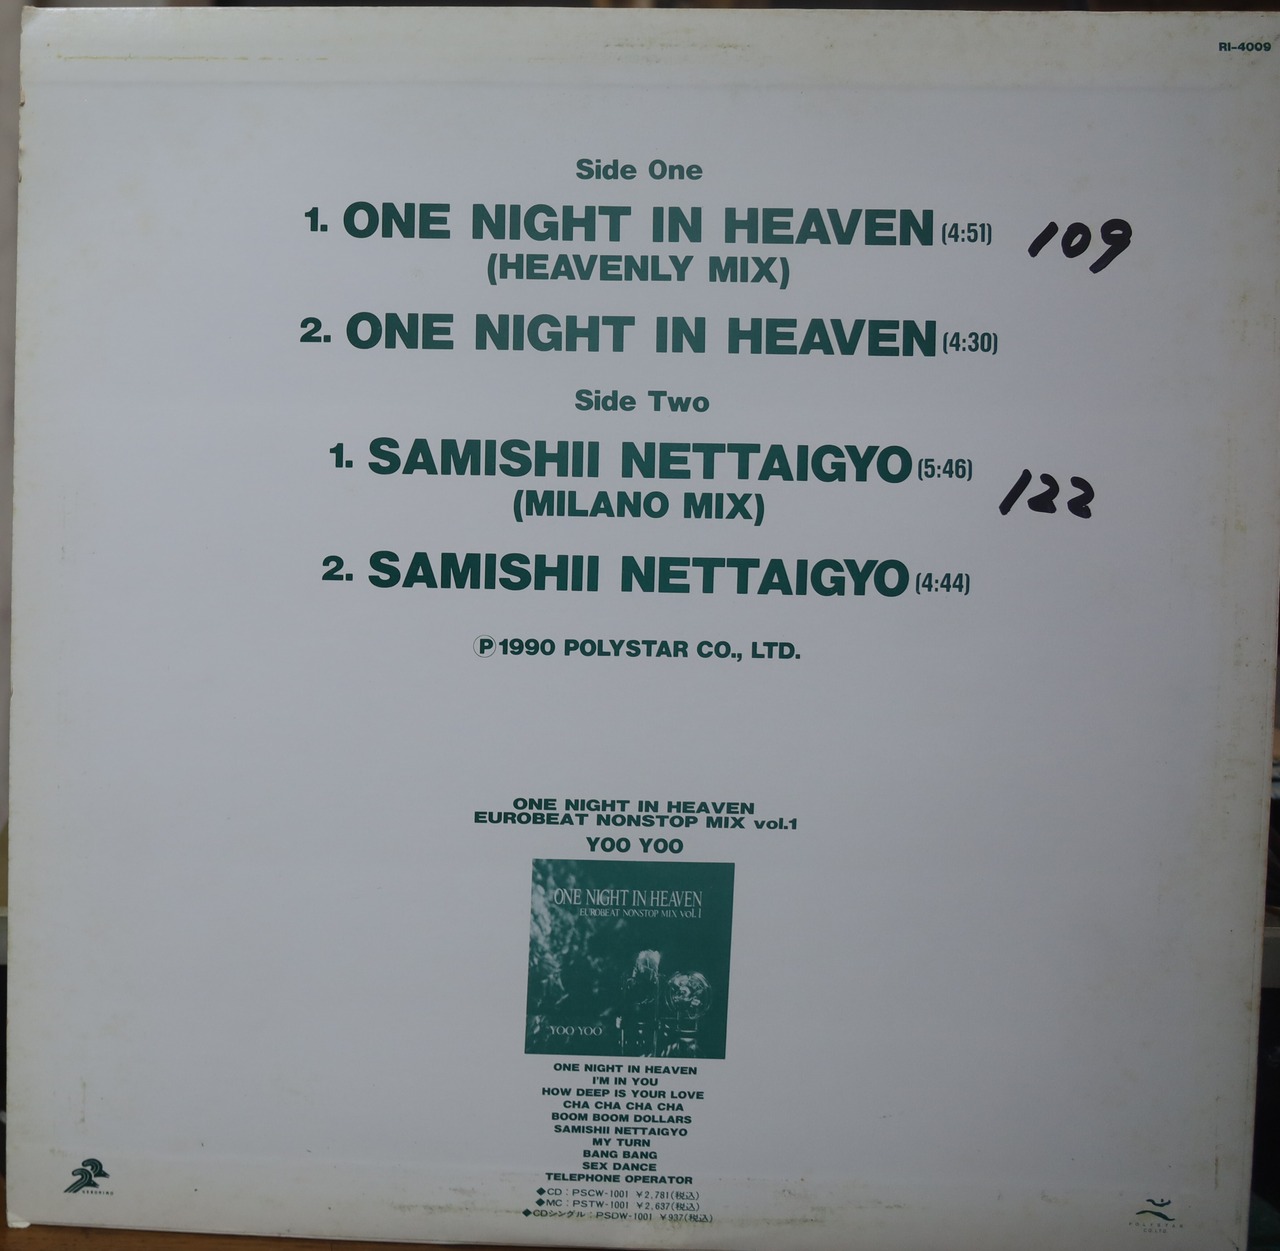 RI-4009
Side One
1. ONE NIGHT IN HEAVEN (4:51) 109
(HEAVENLY MIX)
2. ONE NIGHT IN HEAVEN (4:30)
Side Two
1. SAMISHII NETTAIGYO (5:46) 122
(MILANO MIX)
2. SAMISHII NETTAIGYO (4:44)
Ⓟ1990 POLYSTAR CO., LTD.
ONE NIGHT IN HEAVEN
EUROBEAT NONSTOP MIX vol.1
YOO YOO
ONE NIGHT IN HEAVEN
EUROBEAT NONSTOP MIX vol.1
YOO YOO
ONE NIGHT IN HEAVEN
I'M IN YOU
HOW DEEP IS YOUR LOVE
CHA CHA CHA CHA
BOOM BOOM DOLLARS
SAMISHII NETTAIGYO
MY TURN
BANG BANG
SEX DANCE
TELEPHONE OPERATOR
◆CD：PSCW-1001 ￥2,781(税込)
◆MC：PSTW-1001 ￥2,637(税込)
◆CDシングル：PSDW-1001 ￥937(税込)
POLYSTAR
CO.,LTD.